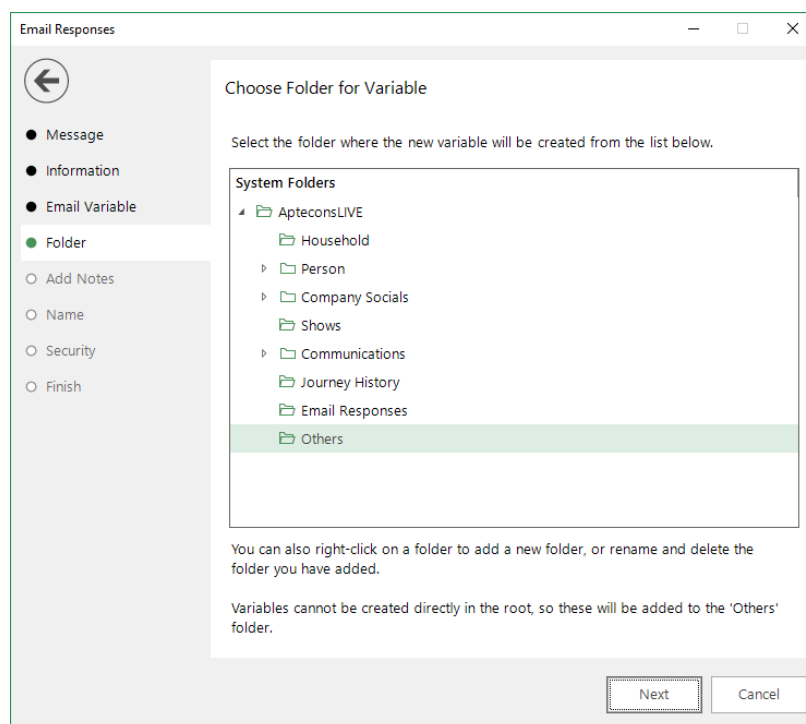 Email Responses
Choose Folder for Variable
Message
Information
Email Variable
Folder
Add Notes
Name
Security
Finish
Select the folder where the new variable will be created from the list below.
System Folders
ApteconsLIVE
Household
Person
Company Socials
Shows
Communications
Journey History
Email Responses
Others
You can also right-click on a folder to add a new folder, or rename and delete the
folder you have added.
Variables cannot be created directly in the root, so these will be added to the 'Others'
folder.
Next
Cancel